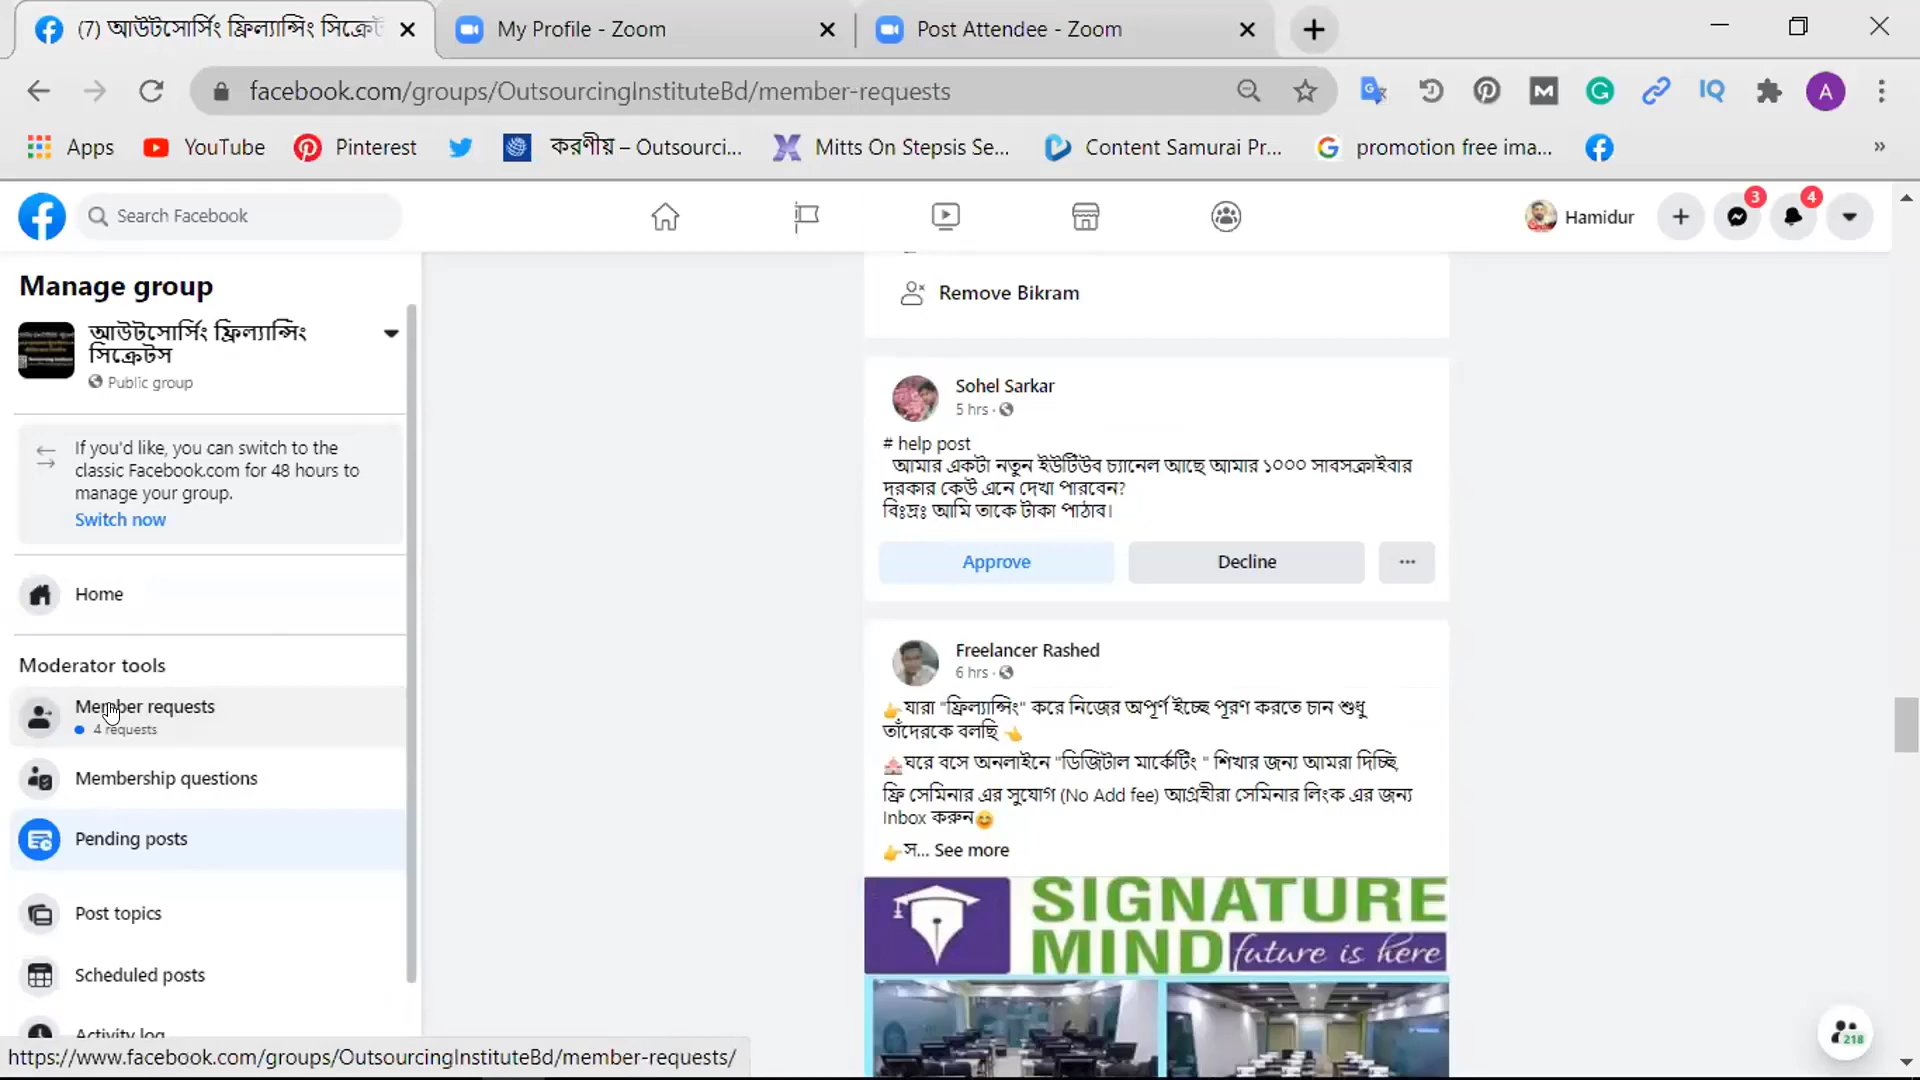 (7) আউটসোর্সিং ফ্রিল্যান্সিং সিক্রেট
My Profile - Zoom
Post Attendee - Zoom
facebook.com/groups/OutsourcingInstituteBd/member-requests
A
Apps
YouTube
Pinterest
করণীয় – Outsourci...
Mitts On Stepsis Se...
Content Samurai Pr...
promotion free ima...
Search Facebook
Hamidur
3
4
Manage group
আউটসোর্সিং ফ্রিল্যান্সিং
সিক্রেটস
Public group
If you'd like, you can switch to the
classic Facebook.com for 48 hours to
manage your group.
Switch now
Home
Moderator tools
Member requests
4 requests
Membership questions
Pending posts
Post topics
Scheduled posts
Activity log
https://www.facebook.com/groups/OutsourcingInstituteBd/member-requests/
Remove Bikram
Sohel Sarkar
5 hrs ·
# help post
আমার একটা নতুন ইউটিউব চ্যানেল আছে আমার ১০০০ সাবসক্রাইবার
দরকার কেউ এনে দেখা পারবেন?
বিঃদ্রঃ আমি তাকে টাকা পাঠাব।
Approve
Decline
Freelancer Rashed
6 hrs ·
👉যারা "ফ্রিল্যান্সিং" করে নিজের অপূর্ণ ইচ্ছে পূরণ করতে চান শুধু
তাঁদেরকে বলছি 👈
🏫ঘরে বসে অনলাইনে "ডিজিটাল মার্কেটিং " শিখার জন্য আমরা দিচ্ছি
ফ্রি সেমিনার এর সুযোগ (No Add fee) আগ্রহীরা সেমিনার লিংক এর জন্য
Inbox করুন😊
👉স... See more
SIGNATURE
MIND future is here
218